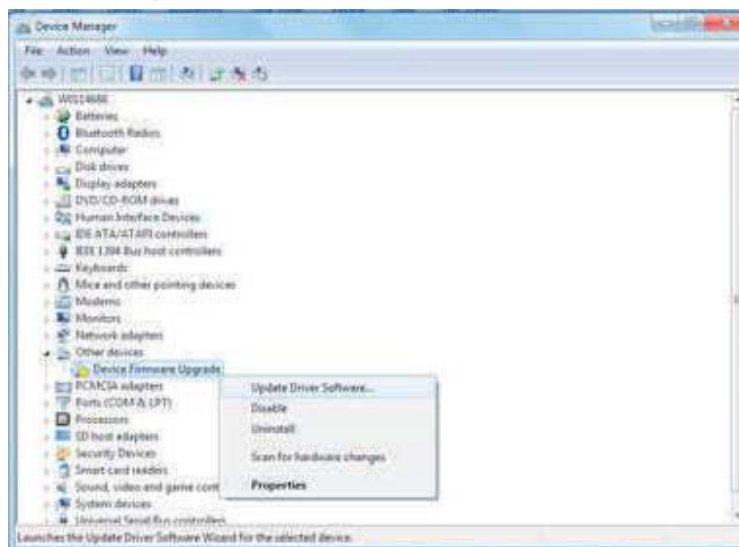 Device Manager
File Action View Help
Batteries
Bluetooth Radios
Computer
Disk drives
Display adapters
DVD/CD-ROM drives
Human Interface Devices
IDE ATA/ATAPI controllers
IEEE 1394 Bus host controllers
Keyboards
Mice and other pointing devices
Modems
Monitors
Network adapters
Other devices
Device Firmware Upgrade
PCMCIA adapters
Ports (COM & LPT)
Processors
SD host adapters
Security Devices
Smart card readers
Sound, video and game cont
System devices
Universal Serial Bus controllers
Update Driver Software...
Disable
Uninstall
Scan for hardware changes
Properties
Launches the Update Driver Software Wizard for the selected device.